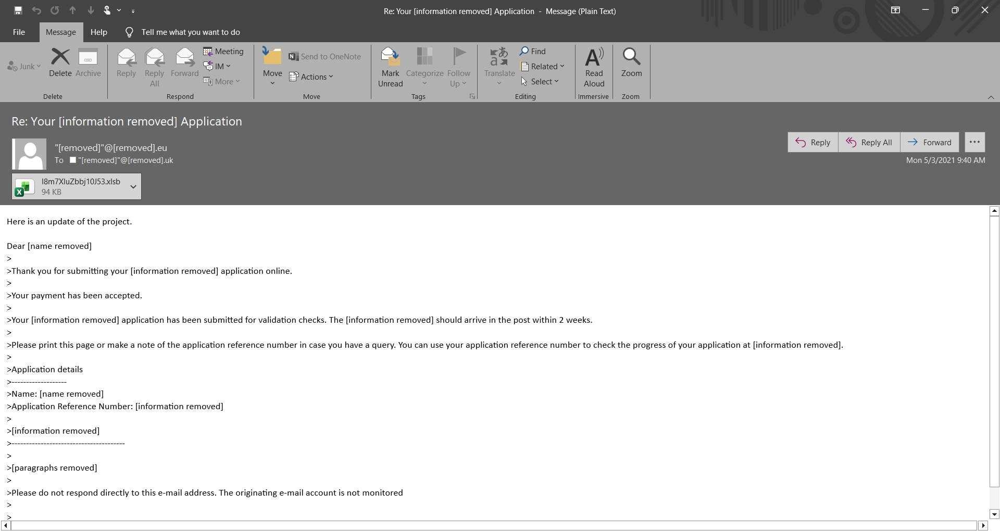 Re: Your [information removed] Application - Message (Plain Text)
File Message Help Tell me what you want to do
Junk
Delete
Archive
Delete
Reply
Reply All
Forward
Meeting
IM
More
Respond
Move
Send to OneNote
Actions
Move
Mark Unread
Categorize
Follow Up
Tags
Translate
Find
Related
Select
Editing
Read Aloud
Immersive
Zoom
Zoom
Re: Your [information removed] Application
"[removed]"@[removed].eu
To "[removed]"@[removed].uk
Reply Reply All Forward ...
Mon 5/3/2021 9:40 AM
I8m7XluZbbj10J53.xlsb
94 KB
Here is an update of the project.
Dear [name removed]
>
>Thank you for submitting your [information removed] application online.
>
>Your payment has been accepted.
>
>Your [information removed] application has been submitted for validation checks. The [information removed] should arrive in the post within 2 weeks.
>
>Please print this page or make a note of the application reference number in case you have a query. You can use your application reference number to check the progress of your application at [information removed].
>
>Application details
>-------------------
>Name: [name removed]
>Application Reference Number: [information removed]
>
>[information removed]
>---------------------------------------
>
>[paragraphs removed]
>
>Please do not respond directly to this e-mail address. The originating e-mail account is not monitored
>
>